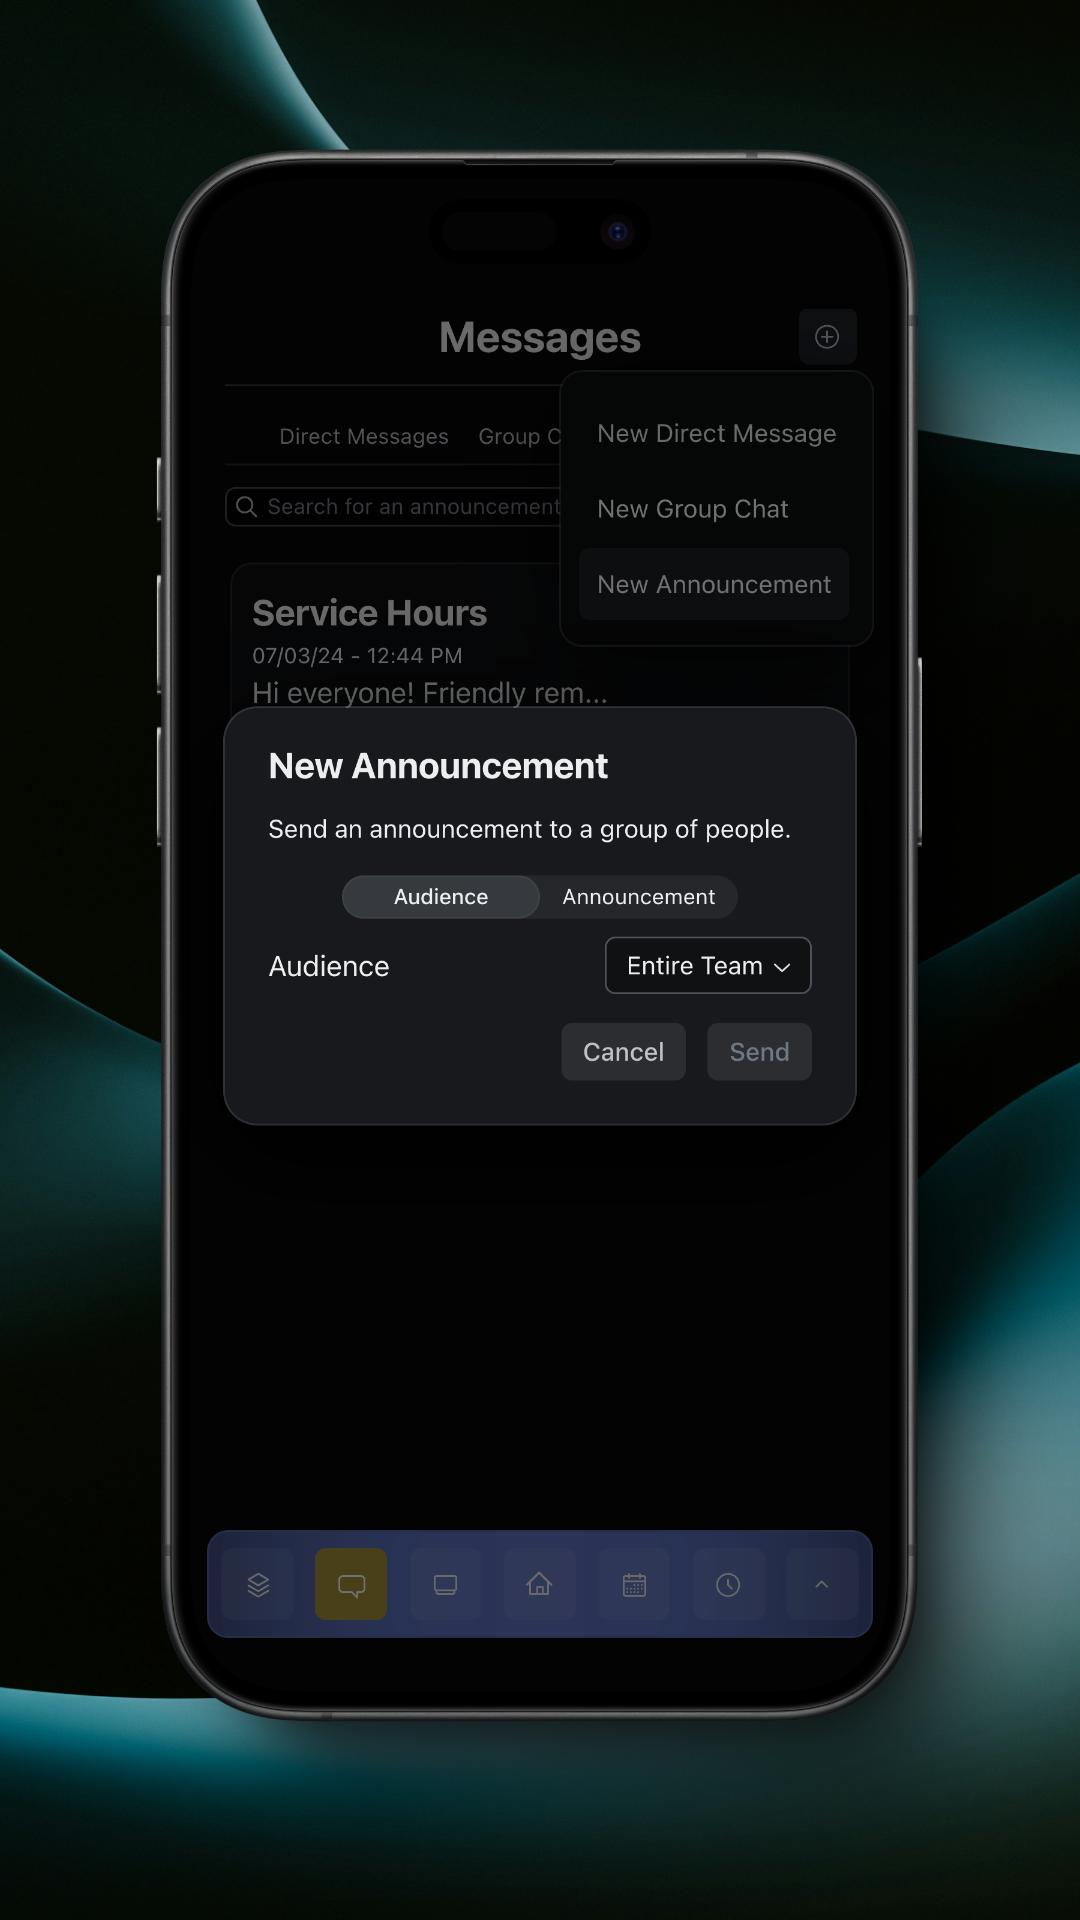 Messages
New Direct Message
Direct Messages Group C
New Group Chat
Search for an announcement
New Announcement
Service Hours
07/03/24 - 12:44 PM
Hi everyone! Friendly rem...
New Announcement
Send an announcement to a group of people.
Audience Announcement
Audience Entire Team
Cancel Send